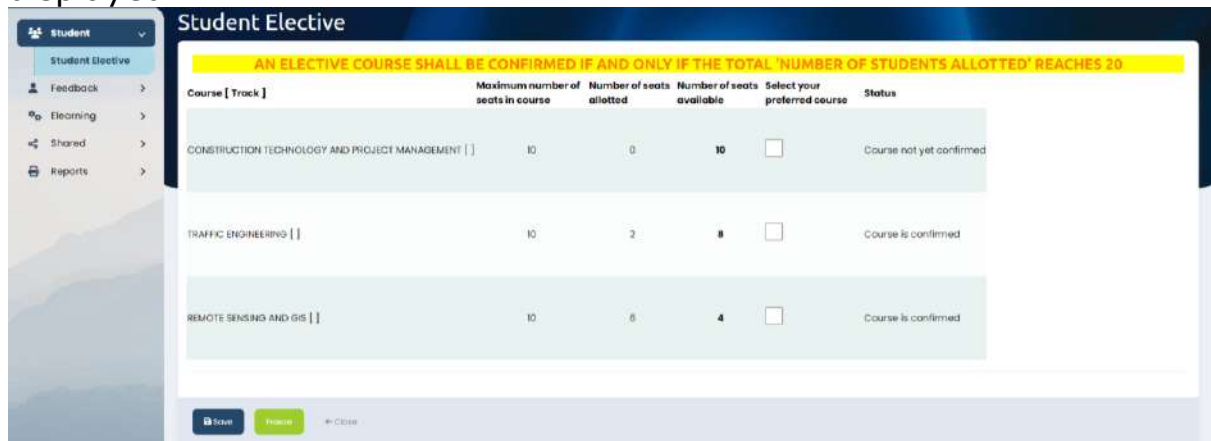 Student Elective
Student
Student Elective
Feedback
Elearning
Shared
Reports
AN ELECTIVE COURSE SHALL BE CONFIRMED IF AND ONLY IF THE TOTAL 'NUMBER OF STUDENTS ALLOTTED' REACHES 20
Course [ Track ] Maximum number of seats in course Number of seats allotted Number of seats available Select your preferred course Status
CONSTRUCTION TECHNOLOGY AND PROJECT MANAGEMENT [ ] 10 0 10 Course not yet confirmed
TRAFFIC ENGINEERING [ ] 10 2 8 Course is confirmed
REMOTE SENSING AND GIS [ ] 10 6 4 Course is confirmed
Save Freeze Close